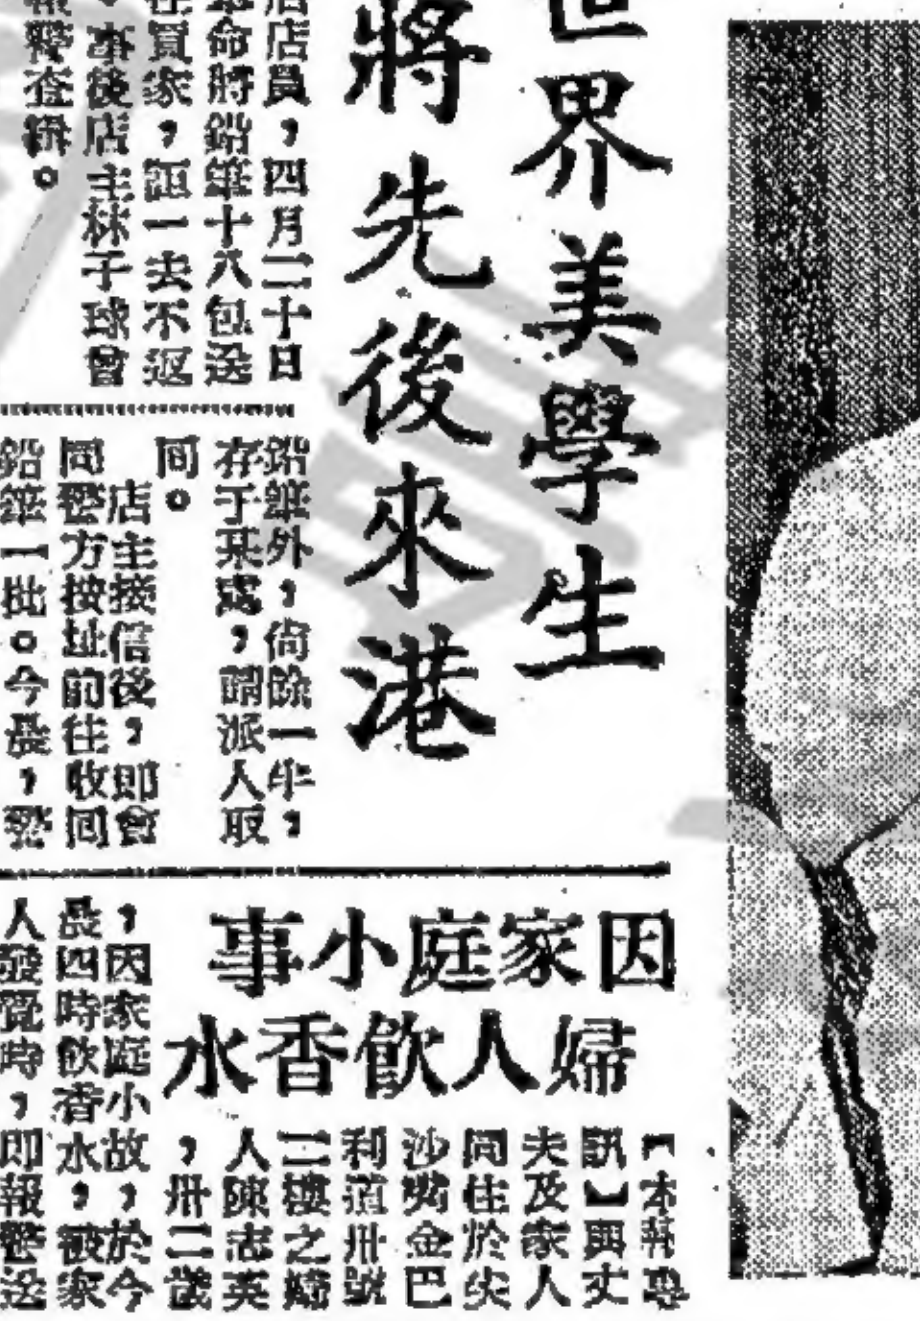 世界美學生
將先後來港
店店員，四月二十日
命將鉛筆十八包送
往買家，詎一去不返
。事後店主林子球曾
報警查緝。
鉛筆外，尚餘一半，
存于某處，請派人取
同。
店主接信後，即會
同警方按址前往收回
鉛筆一批。今晨，警
因家庭小事
婦人飲香水
【本報專
訊】與丈
夫及家人
同住於尖
沙嘴金巴
利道卅號
二樓之婦
人陳志英
，卅二歲
，因家庭小故，於今
晨四時飲香水，被家
人發覺時，即報警送